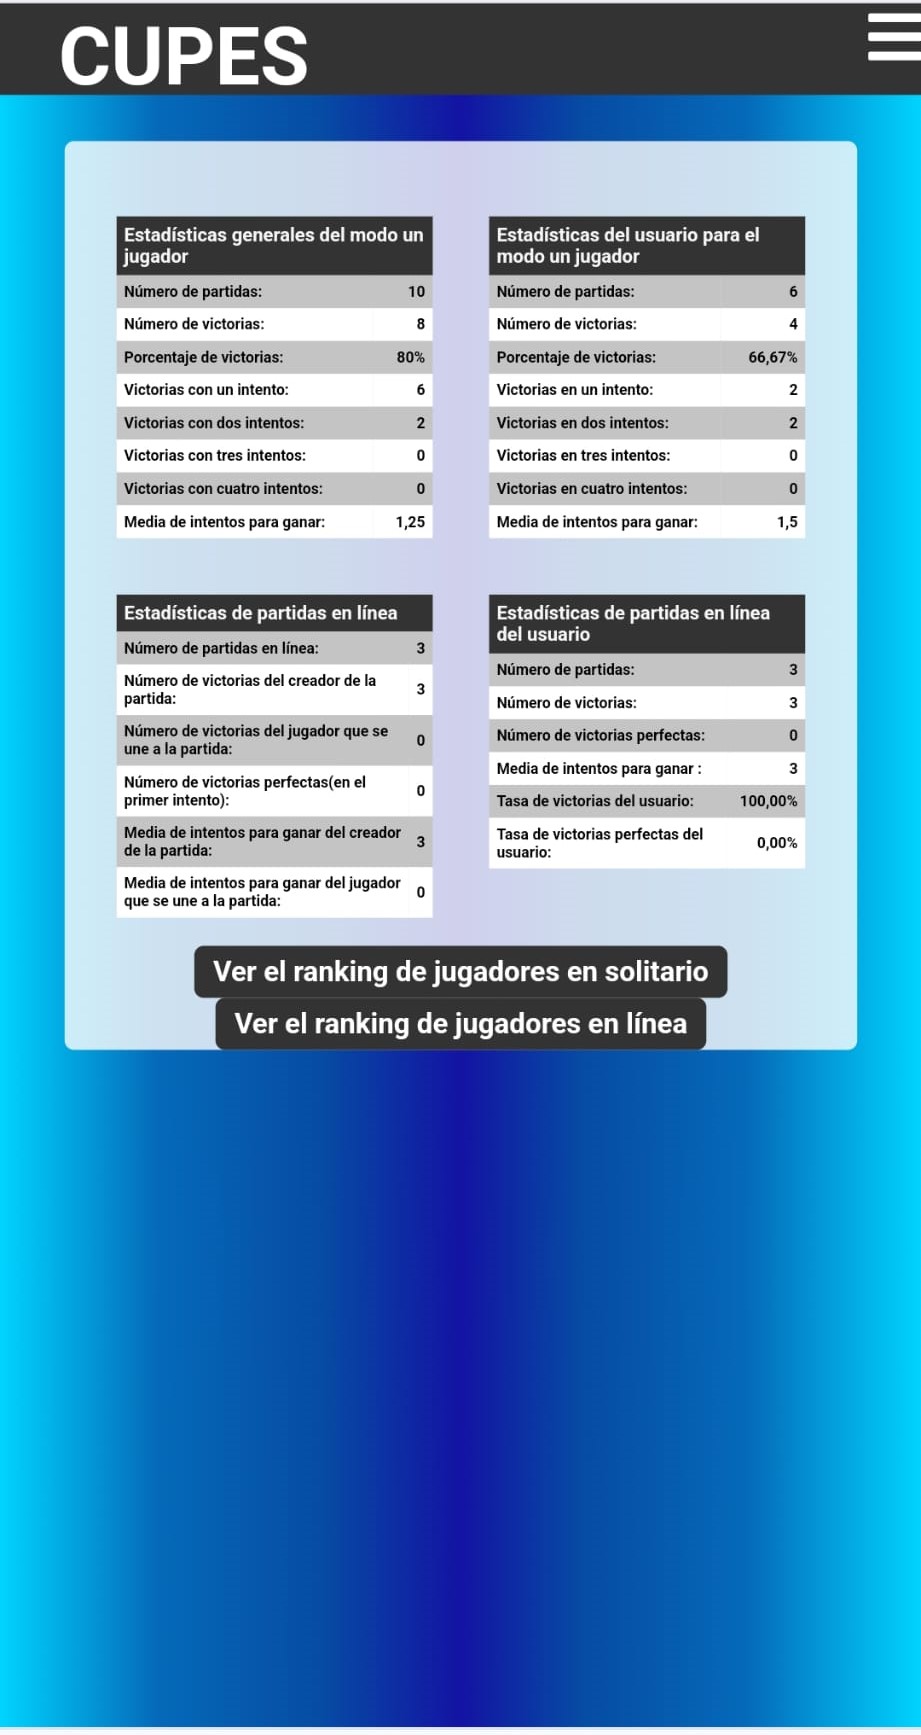 CUPES
Estadísticas generales del modo un
jugador
Número de partidas: 10
Número de victorias: 8
Porcentaje de victorias: 80%
Victorias con un intento: 6
Victorias con dos intentos: 2
Victorias con tres intentos: 0
Victorias con cuatro intentos: 0
Media de intentos para ganar: 1,25
Estadísticas del usuario para el
modo un jugador
Número de partidas: 6
Número de victorias: 4
Porcentaje de victorias: 66,67%
Victorias en un intento: 2
Victorias en dos intentos: 2
Victorias en tres intentos: 0
Victorias en cuatro intentos: 0
Media de intentos para ganar: 1,5
Estadísticas de partidas en línea
Número de partidas en línea: 3
Número de victorias del creador de la
partida: 3
Número de victorias del jugador que se
une a la partida: 0
Número de victorias perfectas(en el
primer intento): 0
Media de intentos para ganar del creador
de la partida: 3
Media de intentos para ganar del jugador
que se une a la partida: 0
Estadísticas de partidas en línea
del usuario
Número de partidas: 3
Número de victorias: 3
Número de victorias perfectas: 0
Media de intentos para ganar : 3
Tasa de victorias del usuario: 100,00%
Tasa de victorias perfectas del
usuario: 0,00%
Ver el ranking de jugadores en solitario
Ver el ranking de jugadores en línea